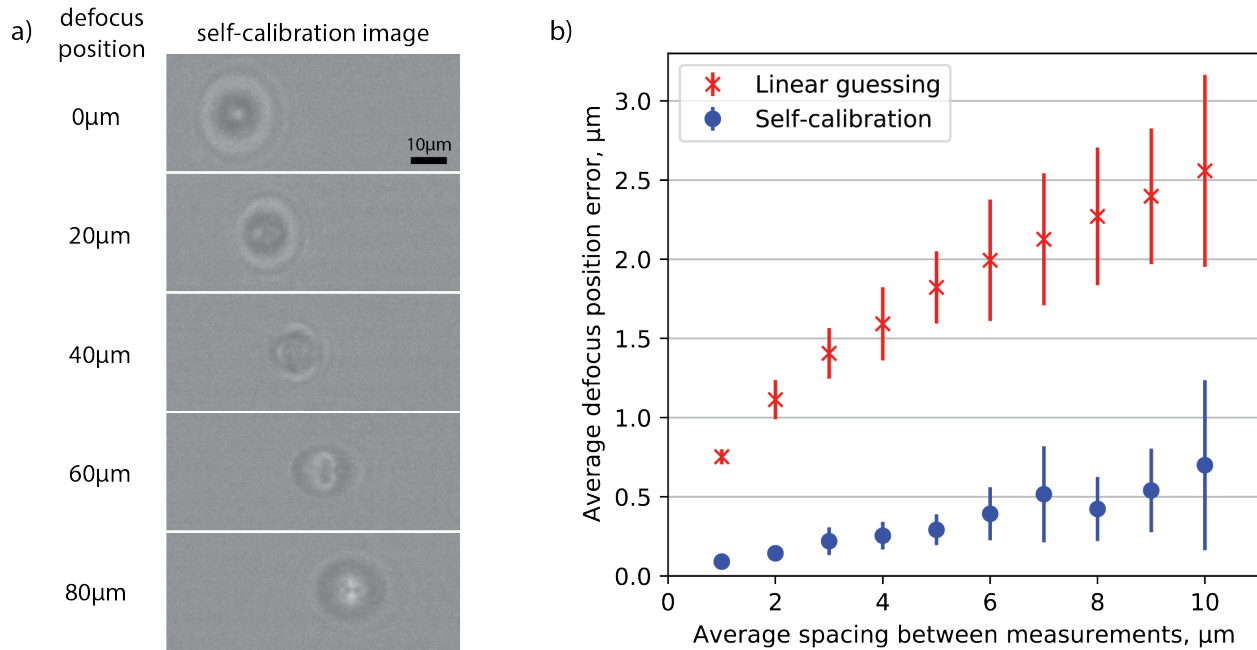 a)
defocus
position
self-calibration image
0μm
10μm
20μm
40μm
60μm
80μm
b)
Linear guessing
Self-calibration
Average defocus position error, μm
3.0
2.5
2.0
1.5
1.0
0.5
0.0
0 2 4 6 8 10
Average spacing between measurements, μm